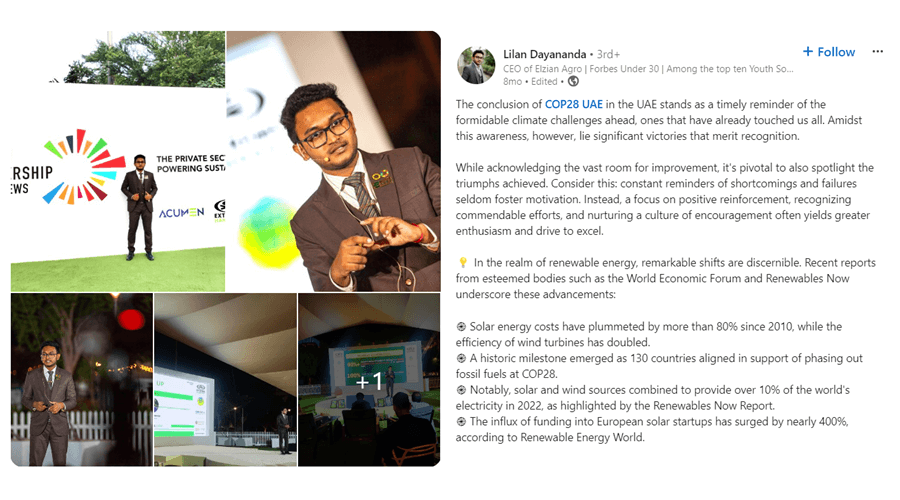 ERSHIP
EWS
THE PRIVATE SEC
POWERING SUSTA
ACUMEN
EXT
+1
Lilan Dayananda • 3rd+
CEO of Elzian Agro | Forbes Under 30 | Among the top ten Youth So...
8mo • Edited •
+ Follow
...
The conclusion of COP28 UAE in the UAE stands as a timely reminder of the
formidable climate challenges ahead, ones that have already touched us all. Amidst
this awareness, however, lie significant victories that merit recognition.
While acknowledging the vast room for improvement, it's pivotal to also spotlight the
triumphs achieved. Consider this: constant reminders of shortcomings and failures
seldom foster motivation. Instead, a focus on positive reinforcement, recognizing
commendable efforts, and nurturing a culture of encouragement often yields greater
enthusiasm and drive to excel.
In the realm of renewable energy, remarkable shifts are discernible. Recent reports
from esteemed bodies such as the World Economic Forum and Renewables Now
underscore these advancements:
Solar energy costs have plummeted by more than 80% since 2010, while the
efficiency of wind turbines has doubled.
A historic milestone emerged as 130 countries aligned in support of phasing out
fossil fuels at COP28.
Notably, solar and wind sources combined to provide over 10% of the world's
electricity in 2022, as highlighted by the Renewables Now Report.
The influx of funding into European solar startups has surged by nearly 400%,
according to Renewable Energy World.